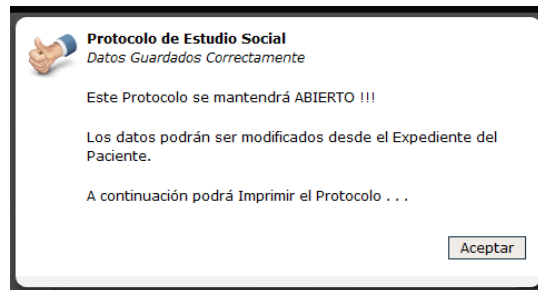 Protocolo de Estudio Social
Datos Guardados Correctamente
Este Protocolo se mantendrá ABIERTO !!!
Los datos podrán ser modificados desde el Expediente del
Paciente.
A continuación podrá Imprimir el Protocolo . . .
Aceptar